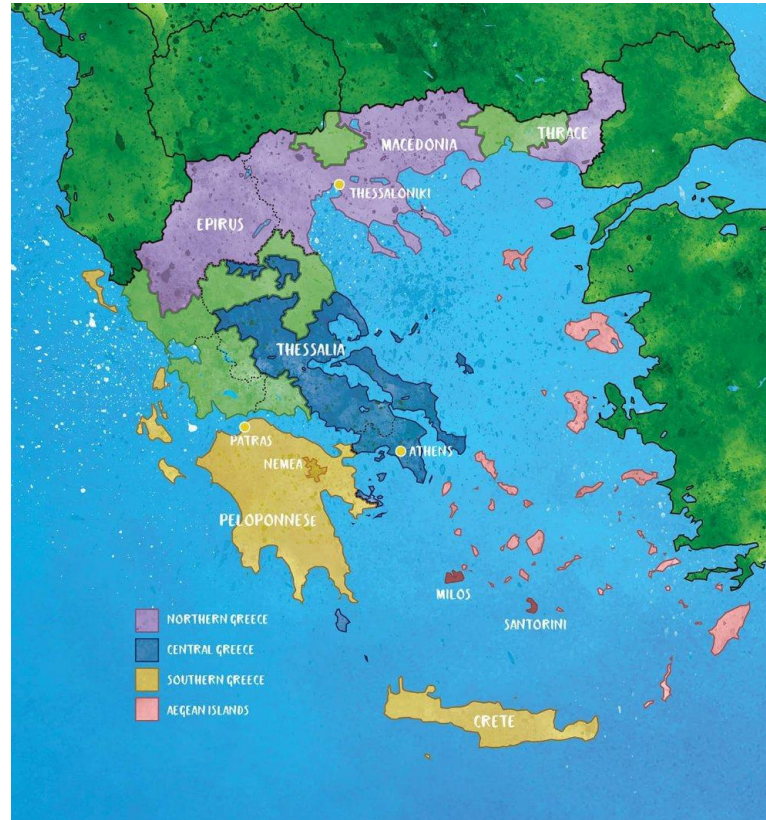 THRACE
MACEDONIA
THESSALONIKI
EPIRUS
THESSALIA
PATRAS
ATHENS
NEMEA
PELOPONNESE
MILOS
SANTORINI
NORTHERN GREECE
CENTRAL GREECE
SOUTHERN GREECE
AEGEAN ISLANDS
CRETE